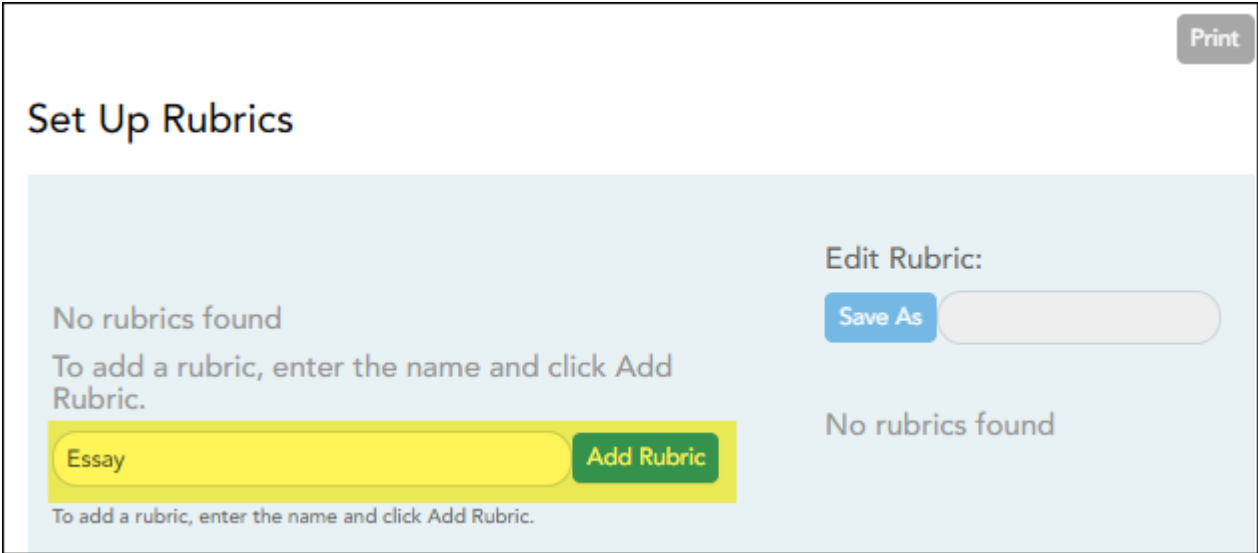 Print
Set Up Rubrics
No rubrics found
To add a rubric, enter the name and click Add
Rubric.
Essay
Add Rubric
To add a rubric, enter the name and click Add Rubric.
Edit Rubric:
Save As
No rubrics found